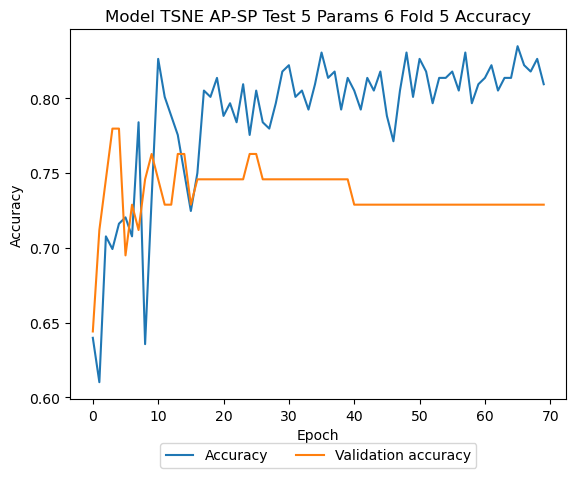 Model TSNE AP-SP Test 5 Params 6 Fold 5 Accuracy
0.80
0.75
0.70
0.65
0.60
Accuracy
0 10 20 30 40 50 60 70
Epoch
Accuracy Validation accuracy